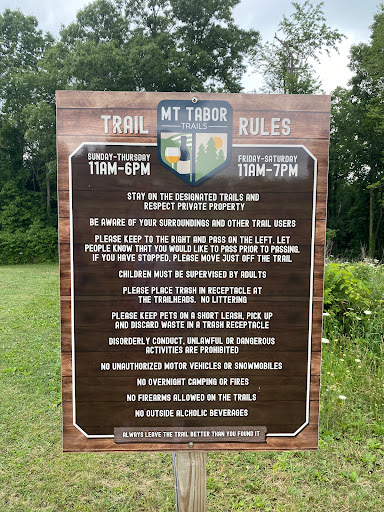 MT TABOR
TRAILS
TRAIL RULES
SUNDAY-THURSDAY
11AM-6PM
FRIDAY-SATURDAY
11AM-7PM
STAY ON THE DESIGNATED TRAILS AND
RESPECT PRIVATE PROPERTY
BE AWARE OF YOUR SURROUNDINGS AND OTHER TRAIL USERS
PLEASE KEEP TO THE RIGHT AND PASS ON THE LEFT. LET
PEOPLE KNOW THAT YOU WOULD LIKE TO PASS PRIOR TO PASSING.
IF YOU HAVE STOPPED, PLEASE MOVE JUST OFF THE TRAIL
CHILDREN MUST BE SUPERVISED BY ADULTS
PLEASE PLACE TRASH IN RECEPTACLE AT
THE TRAILHEADS. NO LITTERING
PLEASE KEEP PETS ON A SHORT LEASH, PICK UP
AND DISCARD WASTE IN A TRASH RECEPTACLE
DISORDERLY CONDUCT, UNLAWFUL OR DANGEROUS
ACTIVITIES ARE PROHIBITED
NO UNAUTHORIZED MOTOR VEHICLES OR SNOWMOBILES
NO OVERNIGHT CAMPING OR FIRES
NO FIREARMS ALLOWED ON THE TRAILS
NO OUTSIDE ALCHOLIC BEVERAGES
ALWAYS LEAVE THE TRAIL BETTER THAN YOU FOUND IT